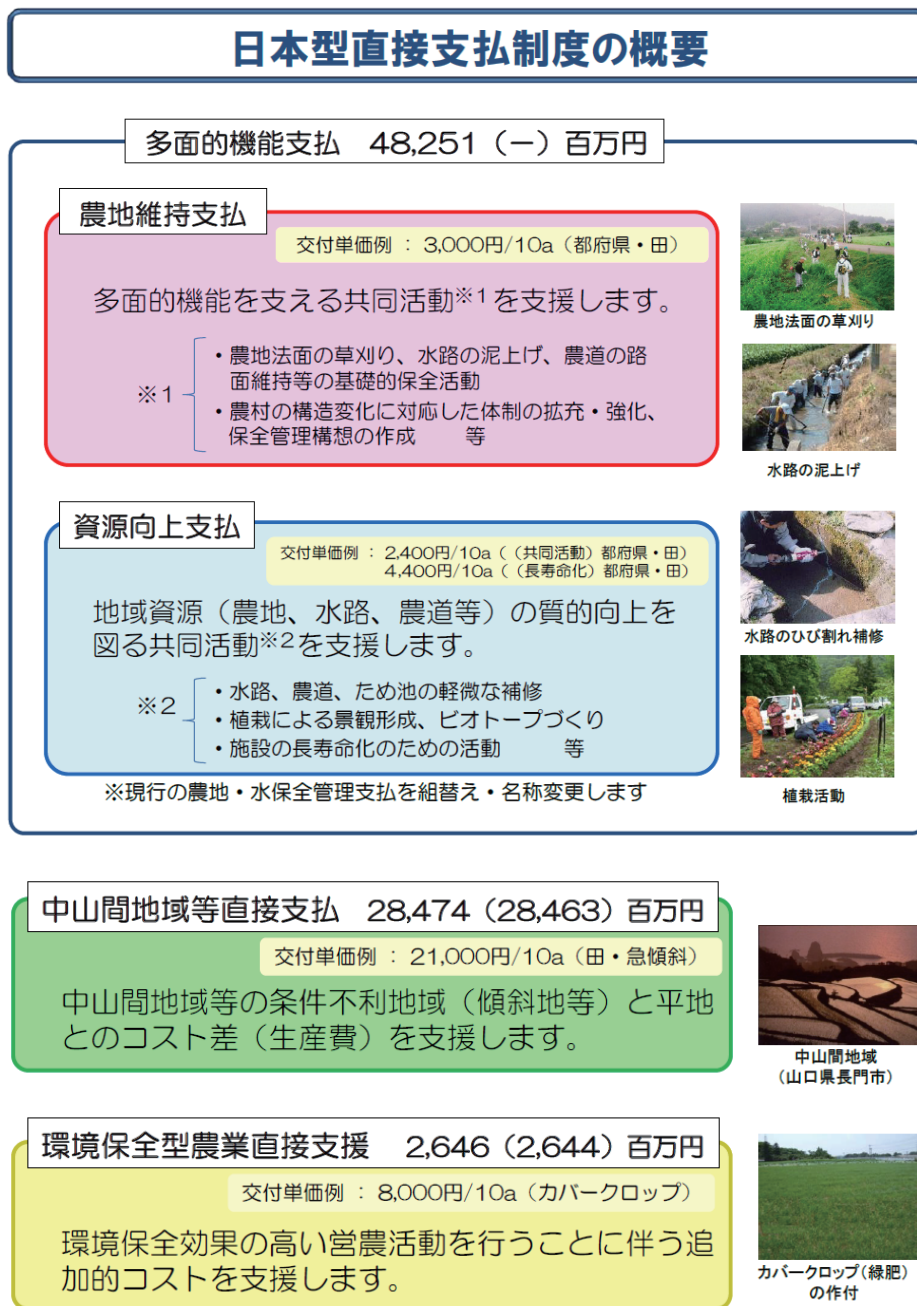 日本型直接支払制度の概要
多面的機能支払 48,251（－）百万円
農地維持支払
交付単価例 ： 3,000円/10a（都府県・田）
多面的機能を支える共同活動※1を支援します。
※1
・農地法面の草刈り、水路の泥上げ、農道の路
面維持等の基礎的保全活動
・農村の構造変化に対応した体制の拡充・強化、
保全管理構想の作成 等
農地法面の草刈り
水路の泥上げ
資源向上支払
交付単価例 ： 2,400円/10a（（共同活動）都府県・田）
4,400円/10a（（長寿命化）都府県・田）
地域資源（農地、水路、農道等）の質的向上を
図る共同活動※2を支援します。
※2
・水路、農道、ため池の軽微な補修
・植栽による景観形成、ビオトープづくり
・施設の長寿命化のための活動 等
水路のひび割れ補修
植栽活動
※現行の農地・水保全管理支払を組替え・名称変更します
中山間地域等直接支払 28,474（28,463）百万円
交付単価例 ： 21,000円/10a（田・急傾斜）
中山間地域等の条件不利地域（傾斜地等）と平地
とのコスト差（生産費）を支援します。
中山間地域
（山口県長門市）
環境保全型農業直接支援 2,646（2,644）百万円
交付単価例 ： 8,000円/10a（カバークロップ）
環境保全効果の高い営農活動を行うことに伴う追
加的コストを支援します。
カバークロップ（緑肥）
の作付